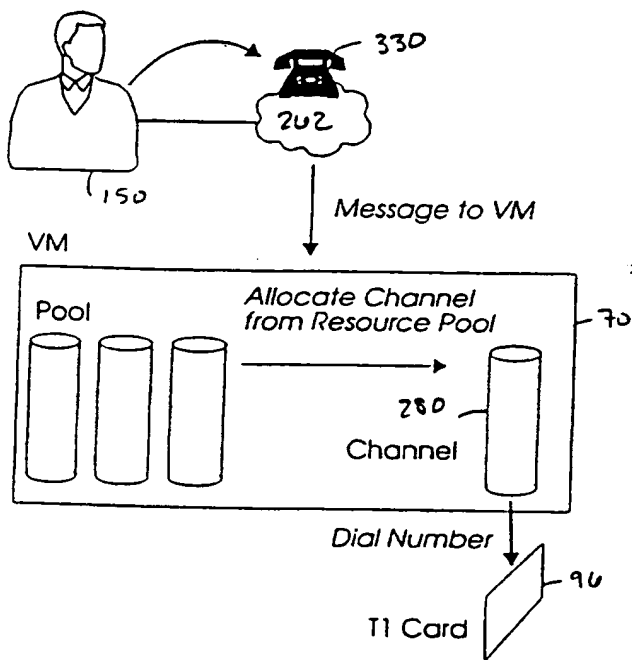 330
202
150
Message to VM
VM
Pool
Allocate Channel
from Resource Pool
70
280
Channel
Dial Number
96
T1 Card